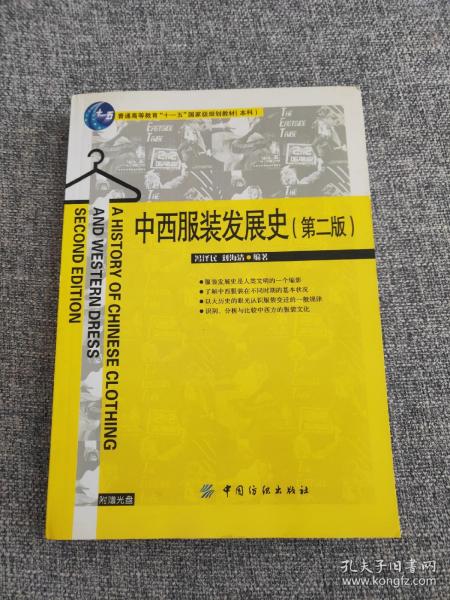 十一五
普通高等教育“十一五”国家级规划教材(本科)
中西服装发展史(第二版)
冯泽民 刘海清●编著
● 服装发展史是人类文明的一个缩影
● 了解中西服装在不同时期的基本状况
● 以大历史的眼光认识服装变迁的一般规律
● 识别、分析与比较中西方的服装文化
A HISTORY OF CHINESE CLOTHING
AND WESTERN DRESS
SECOND EDITION
附赠光盘
中国纺织出版社
孔夫子旧书网
www.kongfz.com